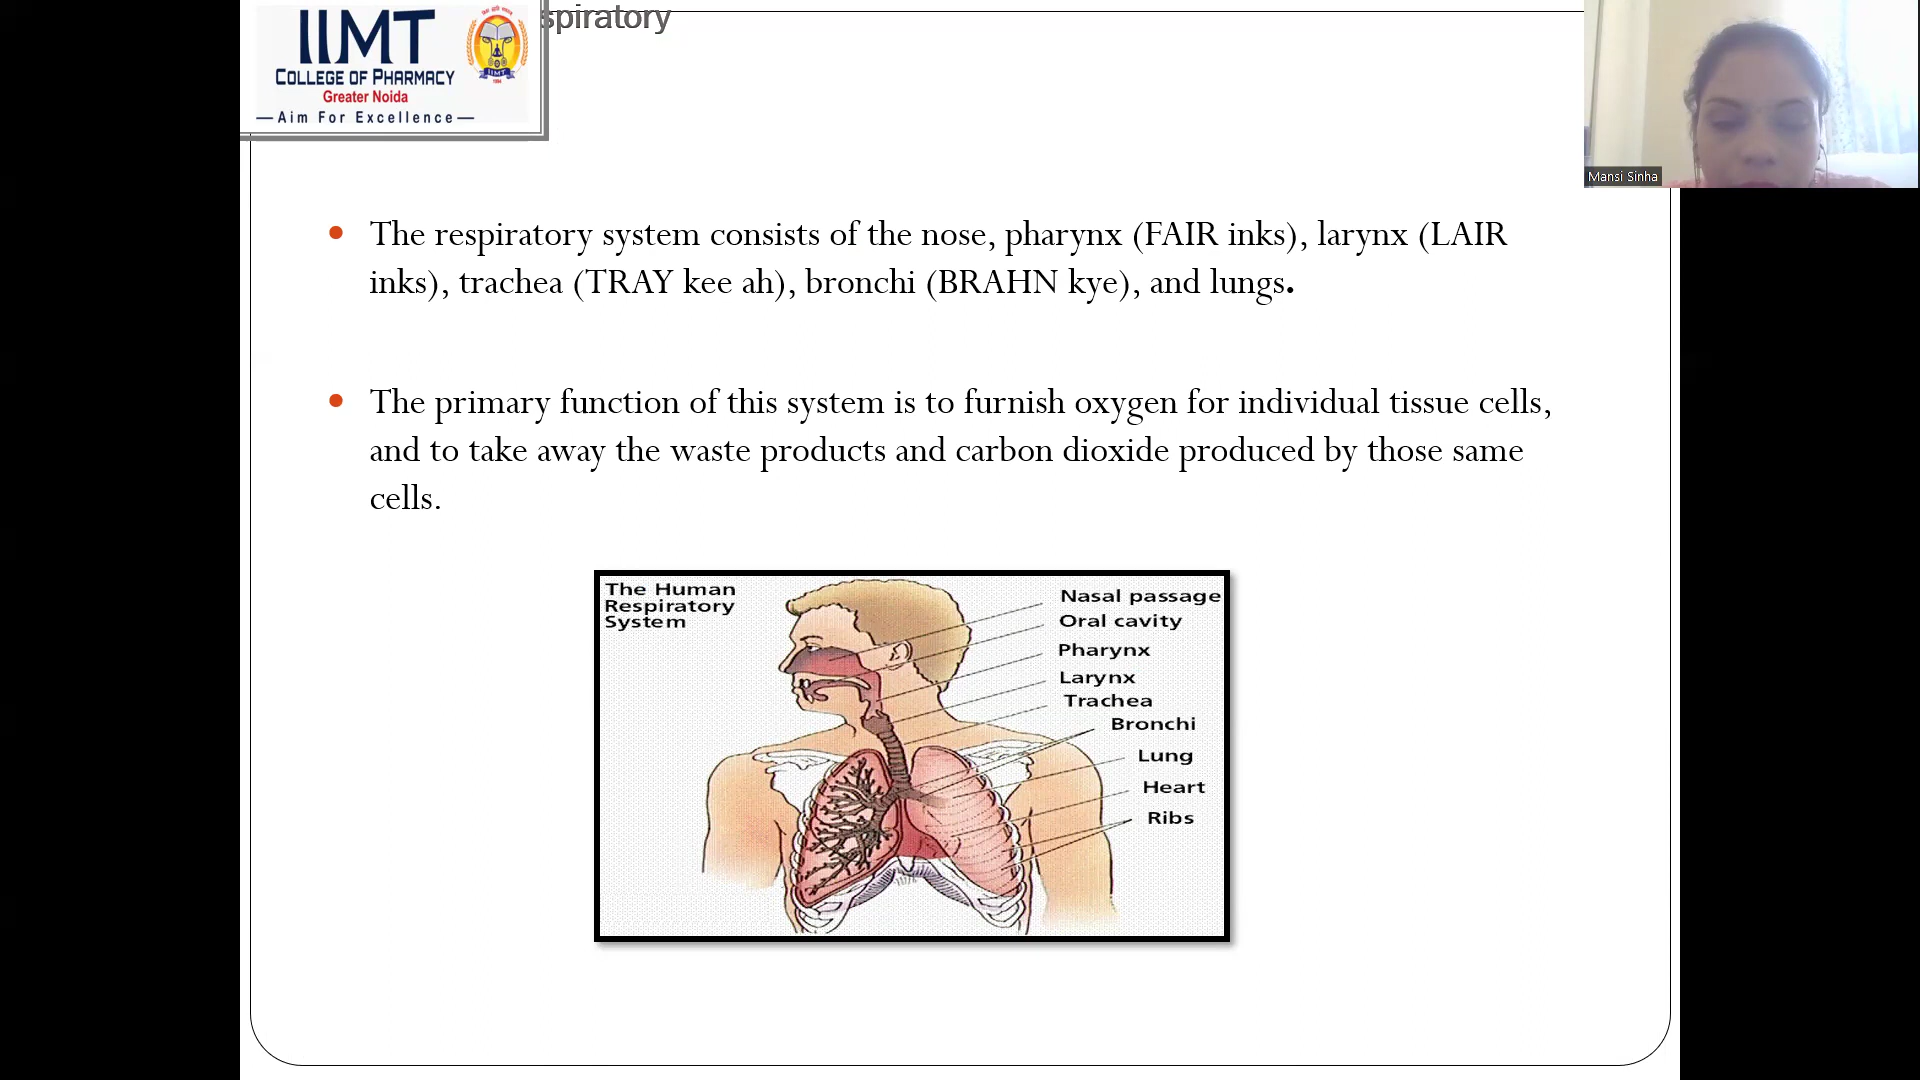 spiratory
IIMT
COLLEGE OF PHARMACY
Greater Noida
—Aim For Excellence—
IIMT
Mansi Sinha
• The respiratory system consists of the nose, pharynx (FAIR inks), larynx (LAIR
inks), trachea (TRAY kee ah), bronchi (BRAHN kye), and lungs.
• The primary function of this system is to furnish oxygen for individual tissue cells,
and to take away the waste products and carbon dioxide produced by those same
cells.
The Human
Respiratory
System
Nasal passage
Oral cavity
Pharynx
Larynx
Trachea
Bronchi
Lung
Heart
Ribs